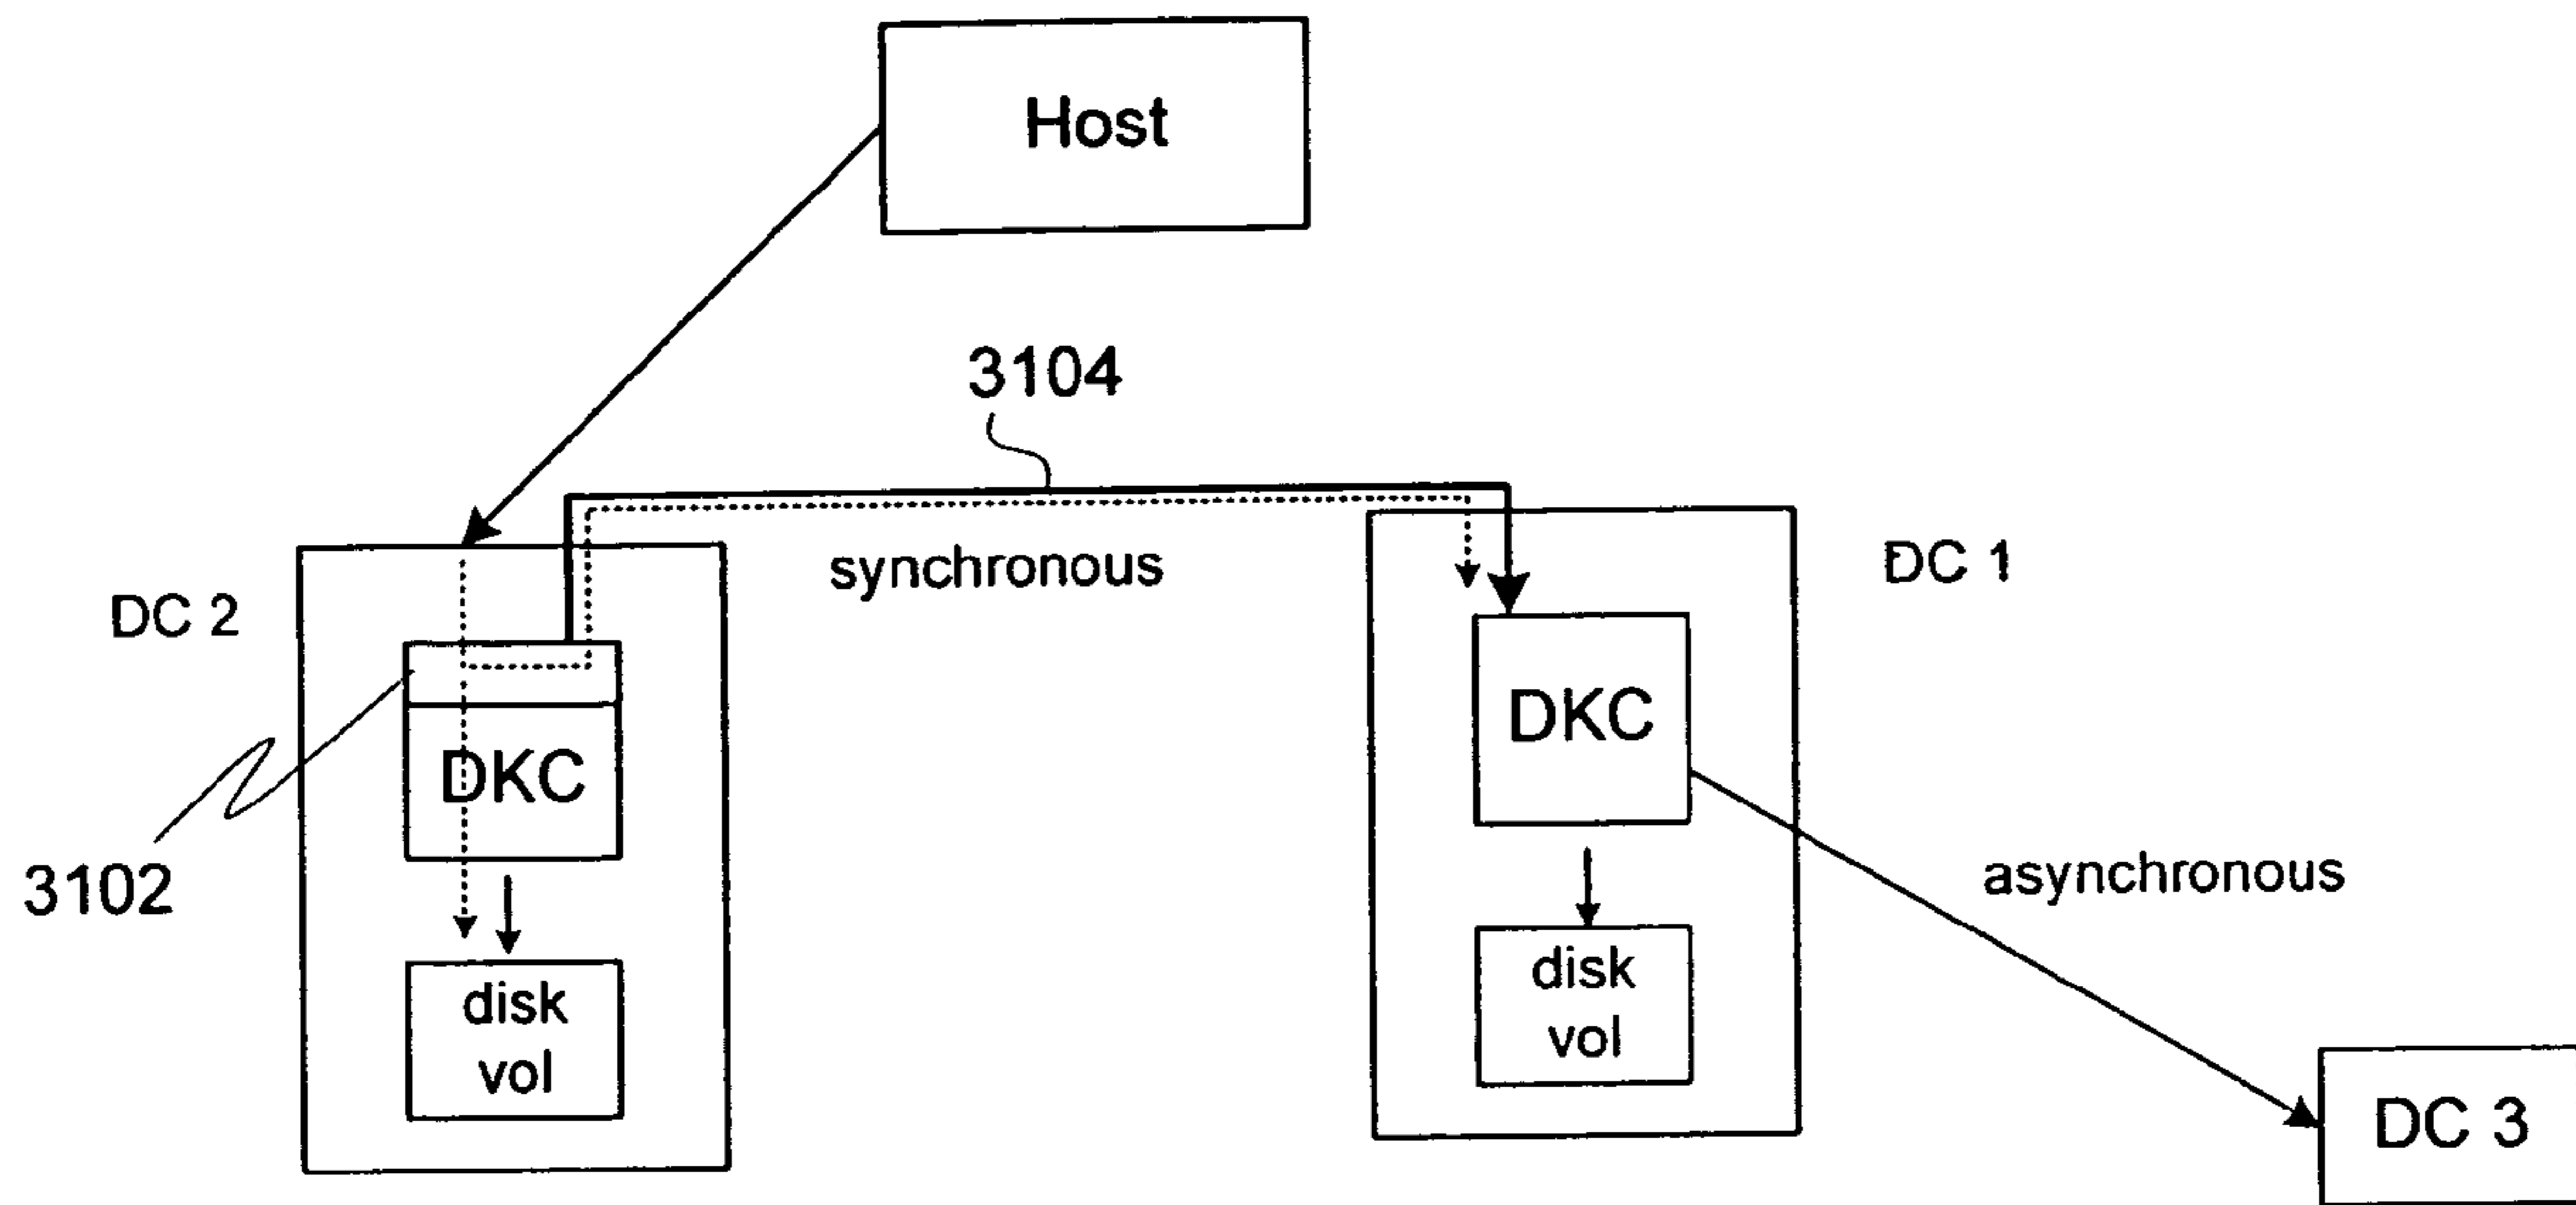 Host
3104
synchronous
DC 1
DC 2
DKC
DKC
3102
asynchronous
disk
vol
disk
vol
DC 3